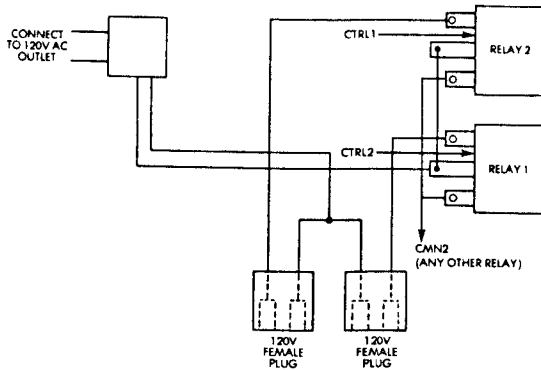 CONNECT
TO 120V AC
OUTLET
CTRL1
RELAY 2
CTRL2
RELAY 1
CMN2
(ANY OTHER RELAY)
120V
FEMALE
PLUG
120V
FEMALE
PLUG